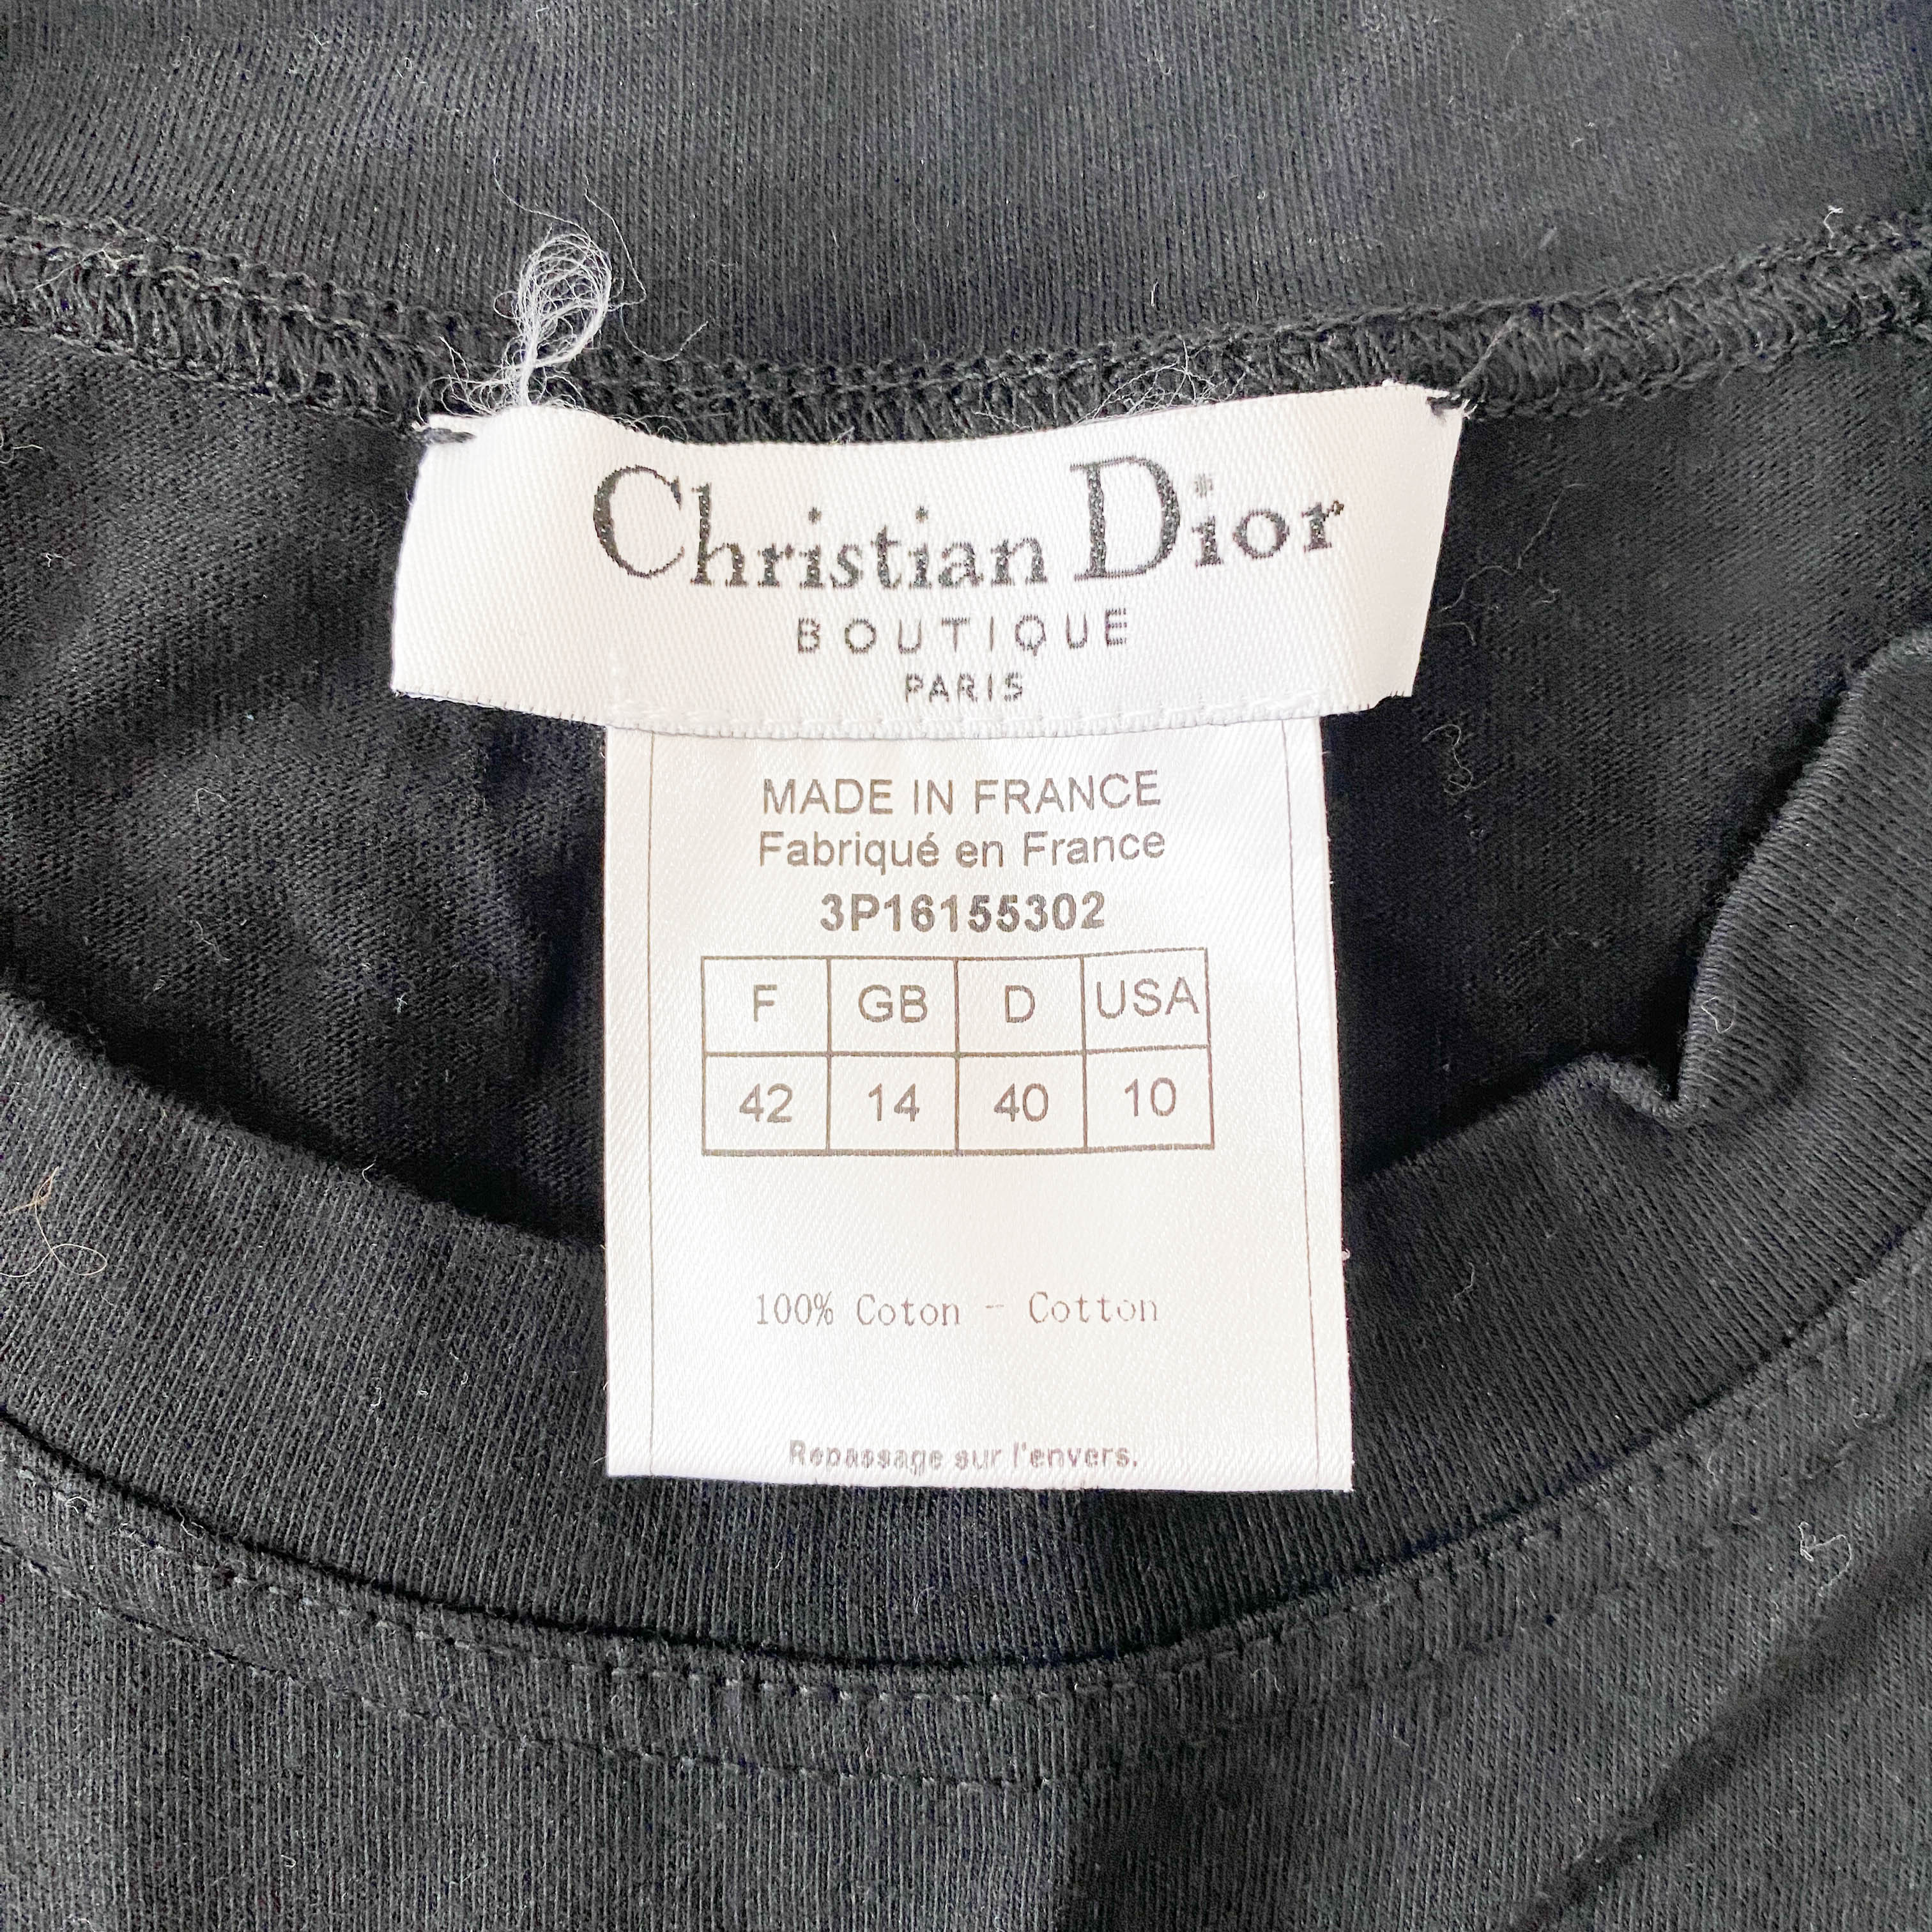 Christian Dior
BOUTIQUE
PARIS
MADE IN FRANCE
Fabriqué en France
3P16155302
F GB D USA
42 14 40 10
100% Coton - Cotton
Repassage sur l'envers.